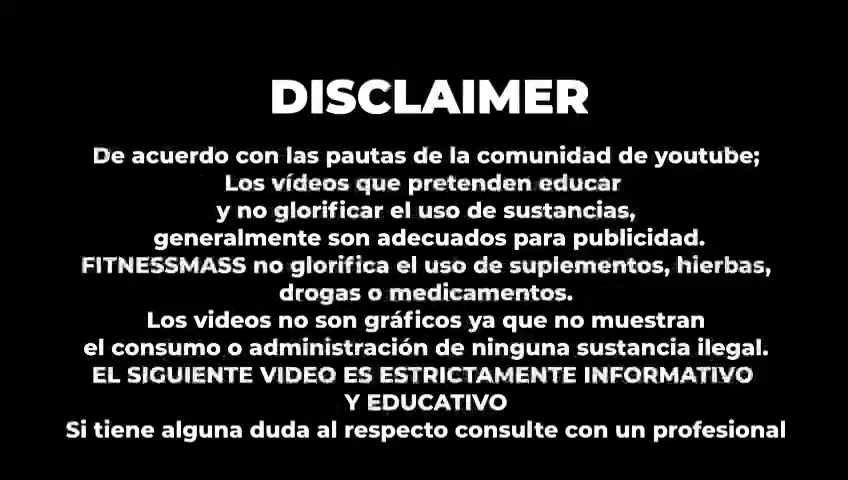 DISCLAIMER
De acuerdo con las pautas de la comunidad de youtube;
Los vídeos que pretenden educar
y no glorificar el uso de sustancias,
generalmente son adecuados para publicidad.
FITNESSMASS no glorifica el uso de suplementos, hierbas,
drogas o medicamentos.
Los videos no son gráficos ya que no muestran
el consumo o administración de ninguna sustancia ilegal.
EL SIGUIENTE VIDEO ES ESTRICTAMENTE INFORMATIVO
Y EDUCATIVO
Si tiene alguna duda al respecto consulte con un profesional